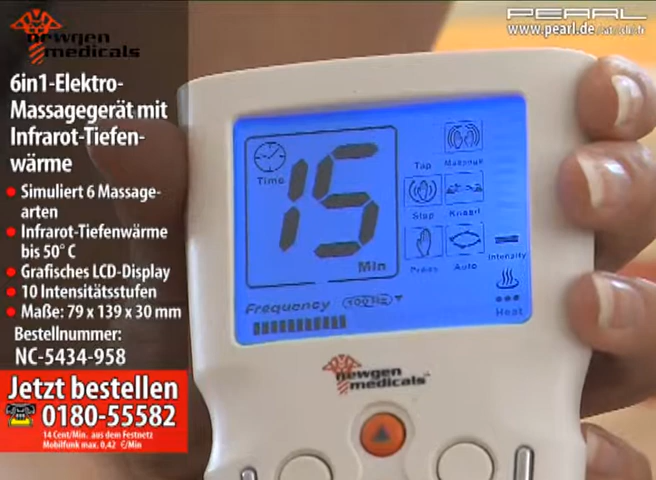 newgen
medicals
PEARL
www.pearl.de
6in1-Elektro-
Massagegerät mit
Infrarot-Tiefen-
wärme
Simuliert 6 Massage-
arten
Infrarot-Tiefenwärme
bis 50°C
Grafisches LCD-Display
10 Intensitätsstufen
Maße: 79 x 139 x 30 mm
Bestellnummer:
NC-5434-958
Jetzt bestellen
0180-55582
14 Cent/Min. aus dem dt. Festnetz
Mobilfunk max. 0,42 €/Min
Time
15
Min
Tap
Slap
Kneel
Press
Auto
Intensity
Heat
Frequency
100Hz
newgen
medicals